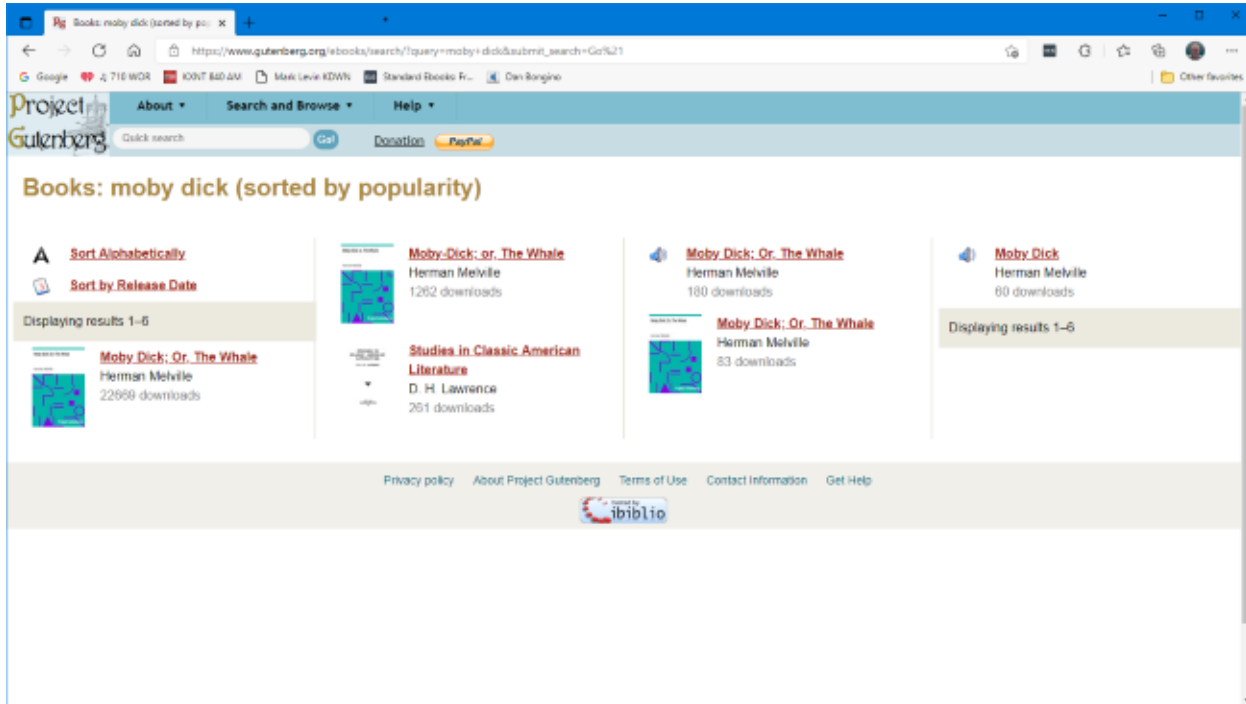 Books: moby dick (sorted by po
https://www.gutenberg.org/ebooks/search/?query=moby+dick&submit_search=Go%21
Google
710 WOR
KXNT 840 AM
Mark Levin KDWN
Standard Ebooks Fr...
Dan Bongino
Other favorites
Project Gutenberg
About
Search and Browse
Help
Quick search
Go!
Donation
PayPal
Books: moby dick (sorted by popularity)
Sort Alphabetically
Sort by Release Date
Displaying results 1–6
Moby Dick; Or, The Whale
Herman Melville
22669 downloads
Moby-Dick; or, The Whale
Herman Melville
1262 downloads
Studies in Classic American
Literature
D. H. Lawrence
261 downloads
Moby Dick; Or, The Whale
Herman Melville
180 downloads
Moby Dick; Or, The Whale
Herman Melville
83 downloads
Moby Dick
Herman Melville
60 downloads
Displaying results 1–6
Privacy policy About Project Gutenberg Terms of Use Contact Information Get Help
hosted by
ibiblio